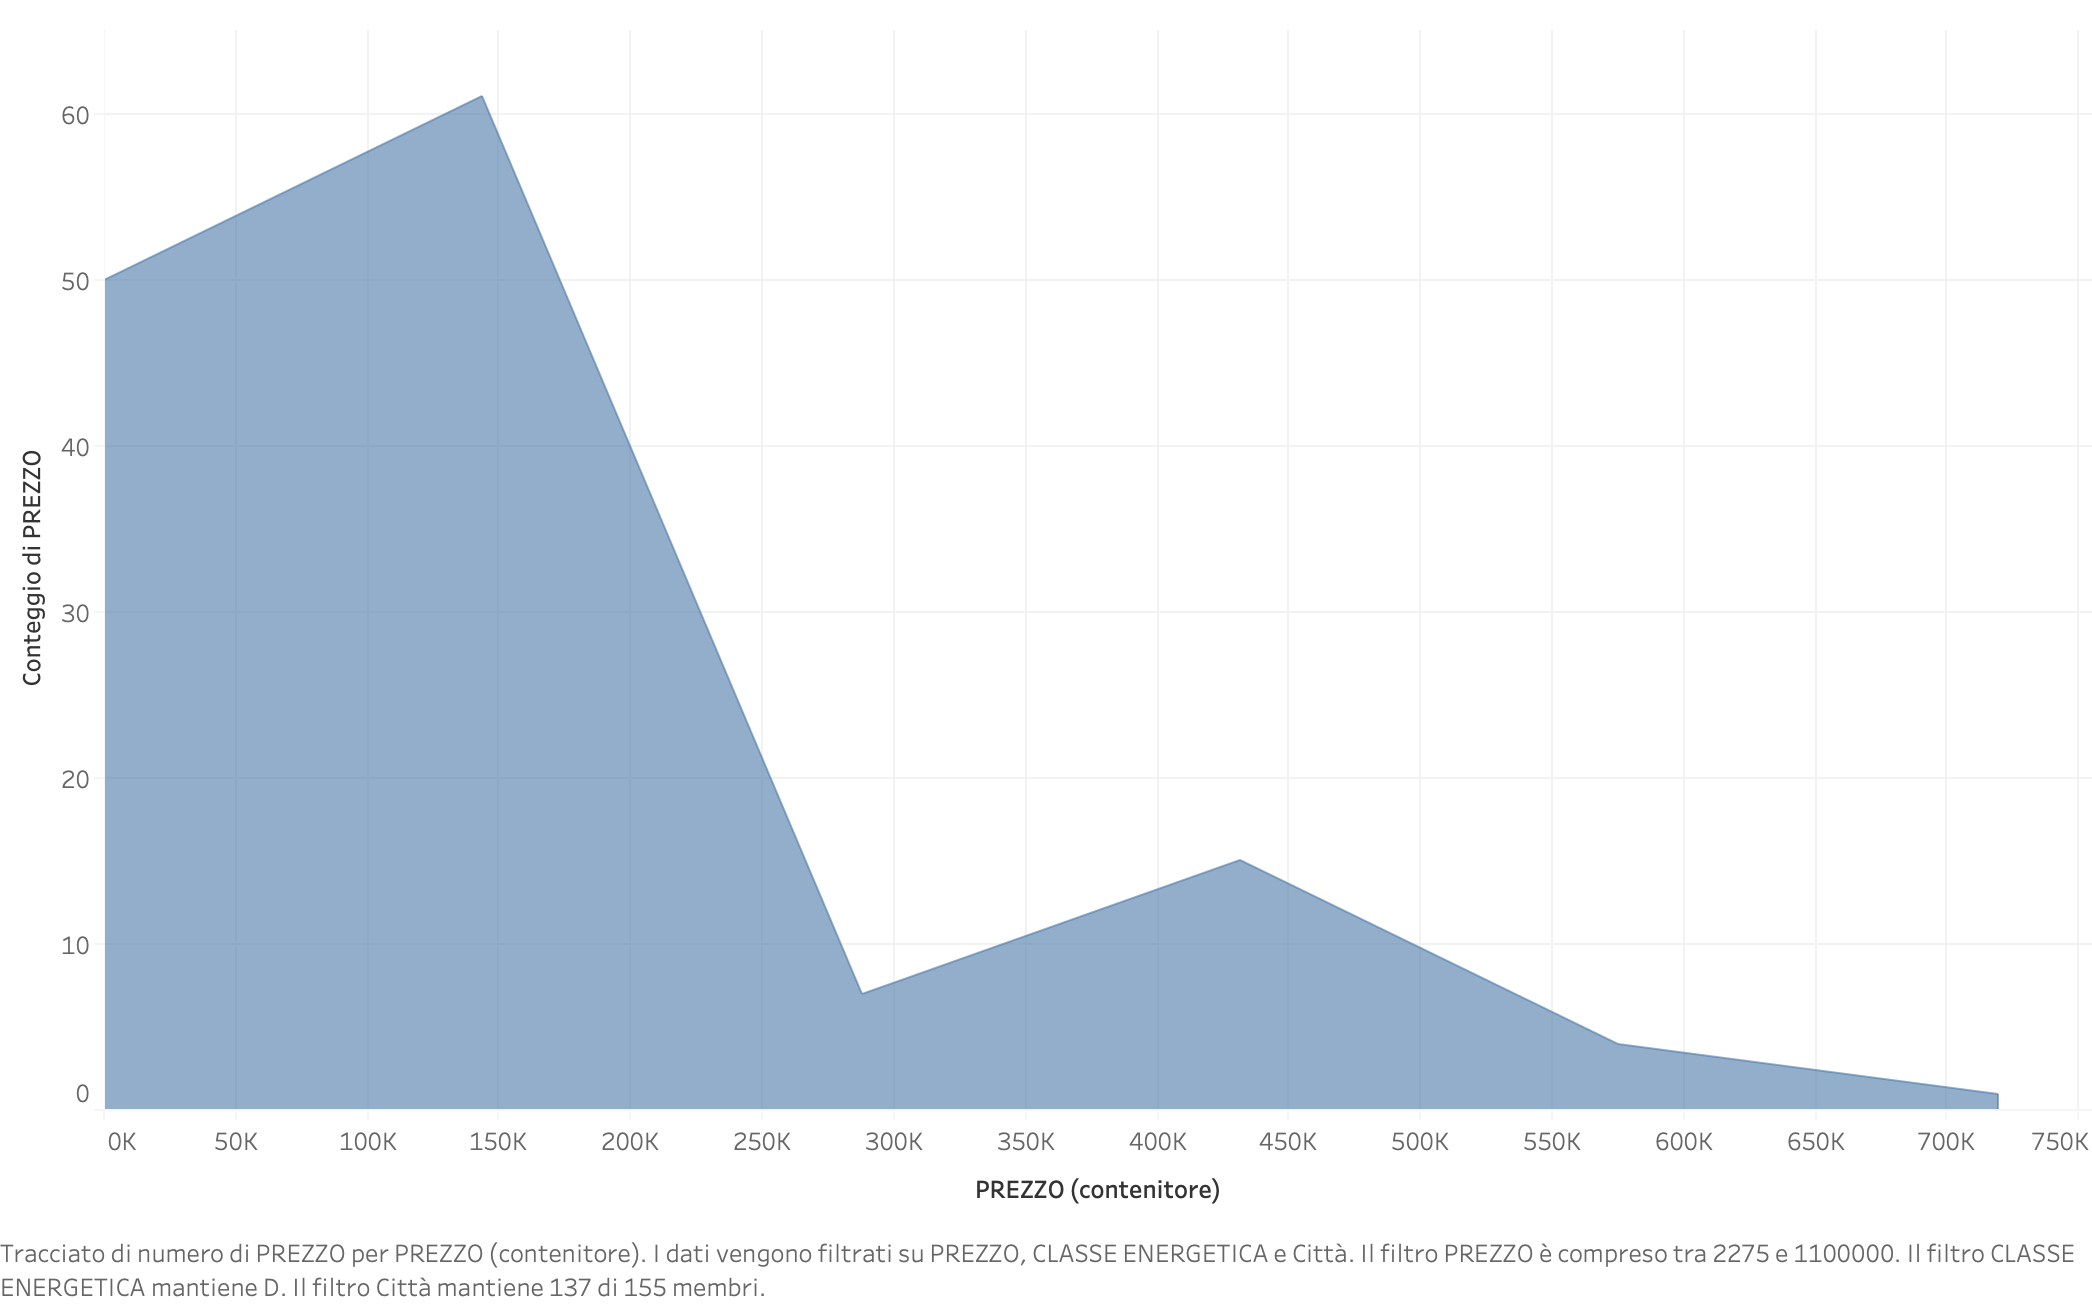 60
50
40
30
20
10
0
Conteggio di PREZZO
0K 50K 100K 150K 200K 250K 300K 350K 400K 450K 500K 550K 600K 650K 700K 750K
PREZZO (contenitore)
Tracciato di numero di PREZZO per PREZZO (contenitore). I dati vengono filtrati su PREZZO, CLASSE ENERGETICA e Città. Il filtro PREZZO è compreso tra 2275 e 1100000. Il filtro CLASSE
ENERGETICA mantiene D. Il filtro Città mantiene 137 di 155 membri.